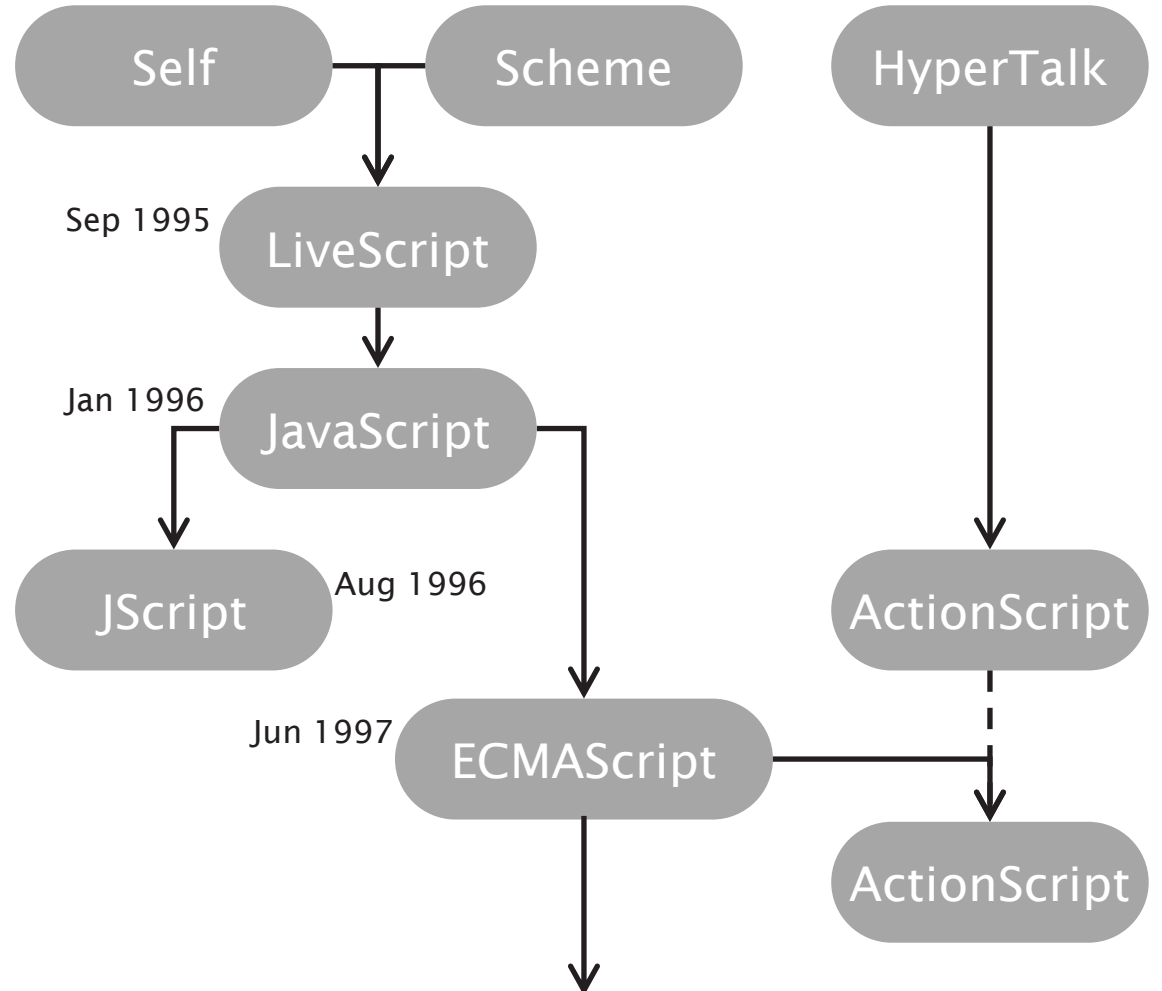 Self
Scheme
HyperTalk
Sep 1995
LiveScript
Jan 1996
JavaScript
JScript
Aug 1996
ActionScript
Jun 1997
ECMAScript
ActionScript